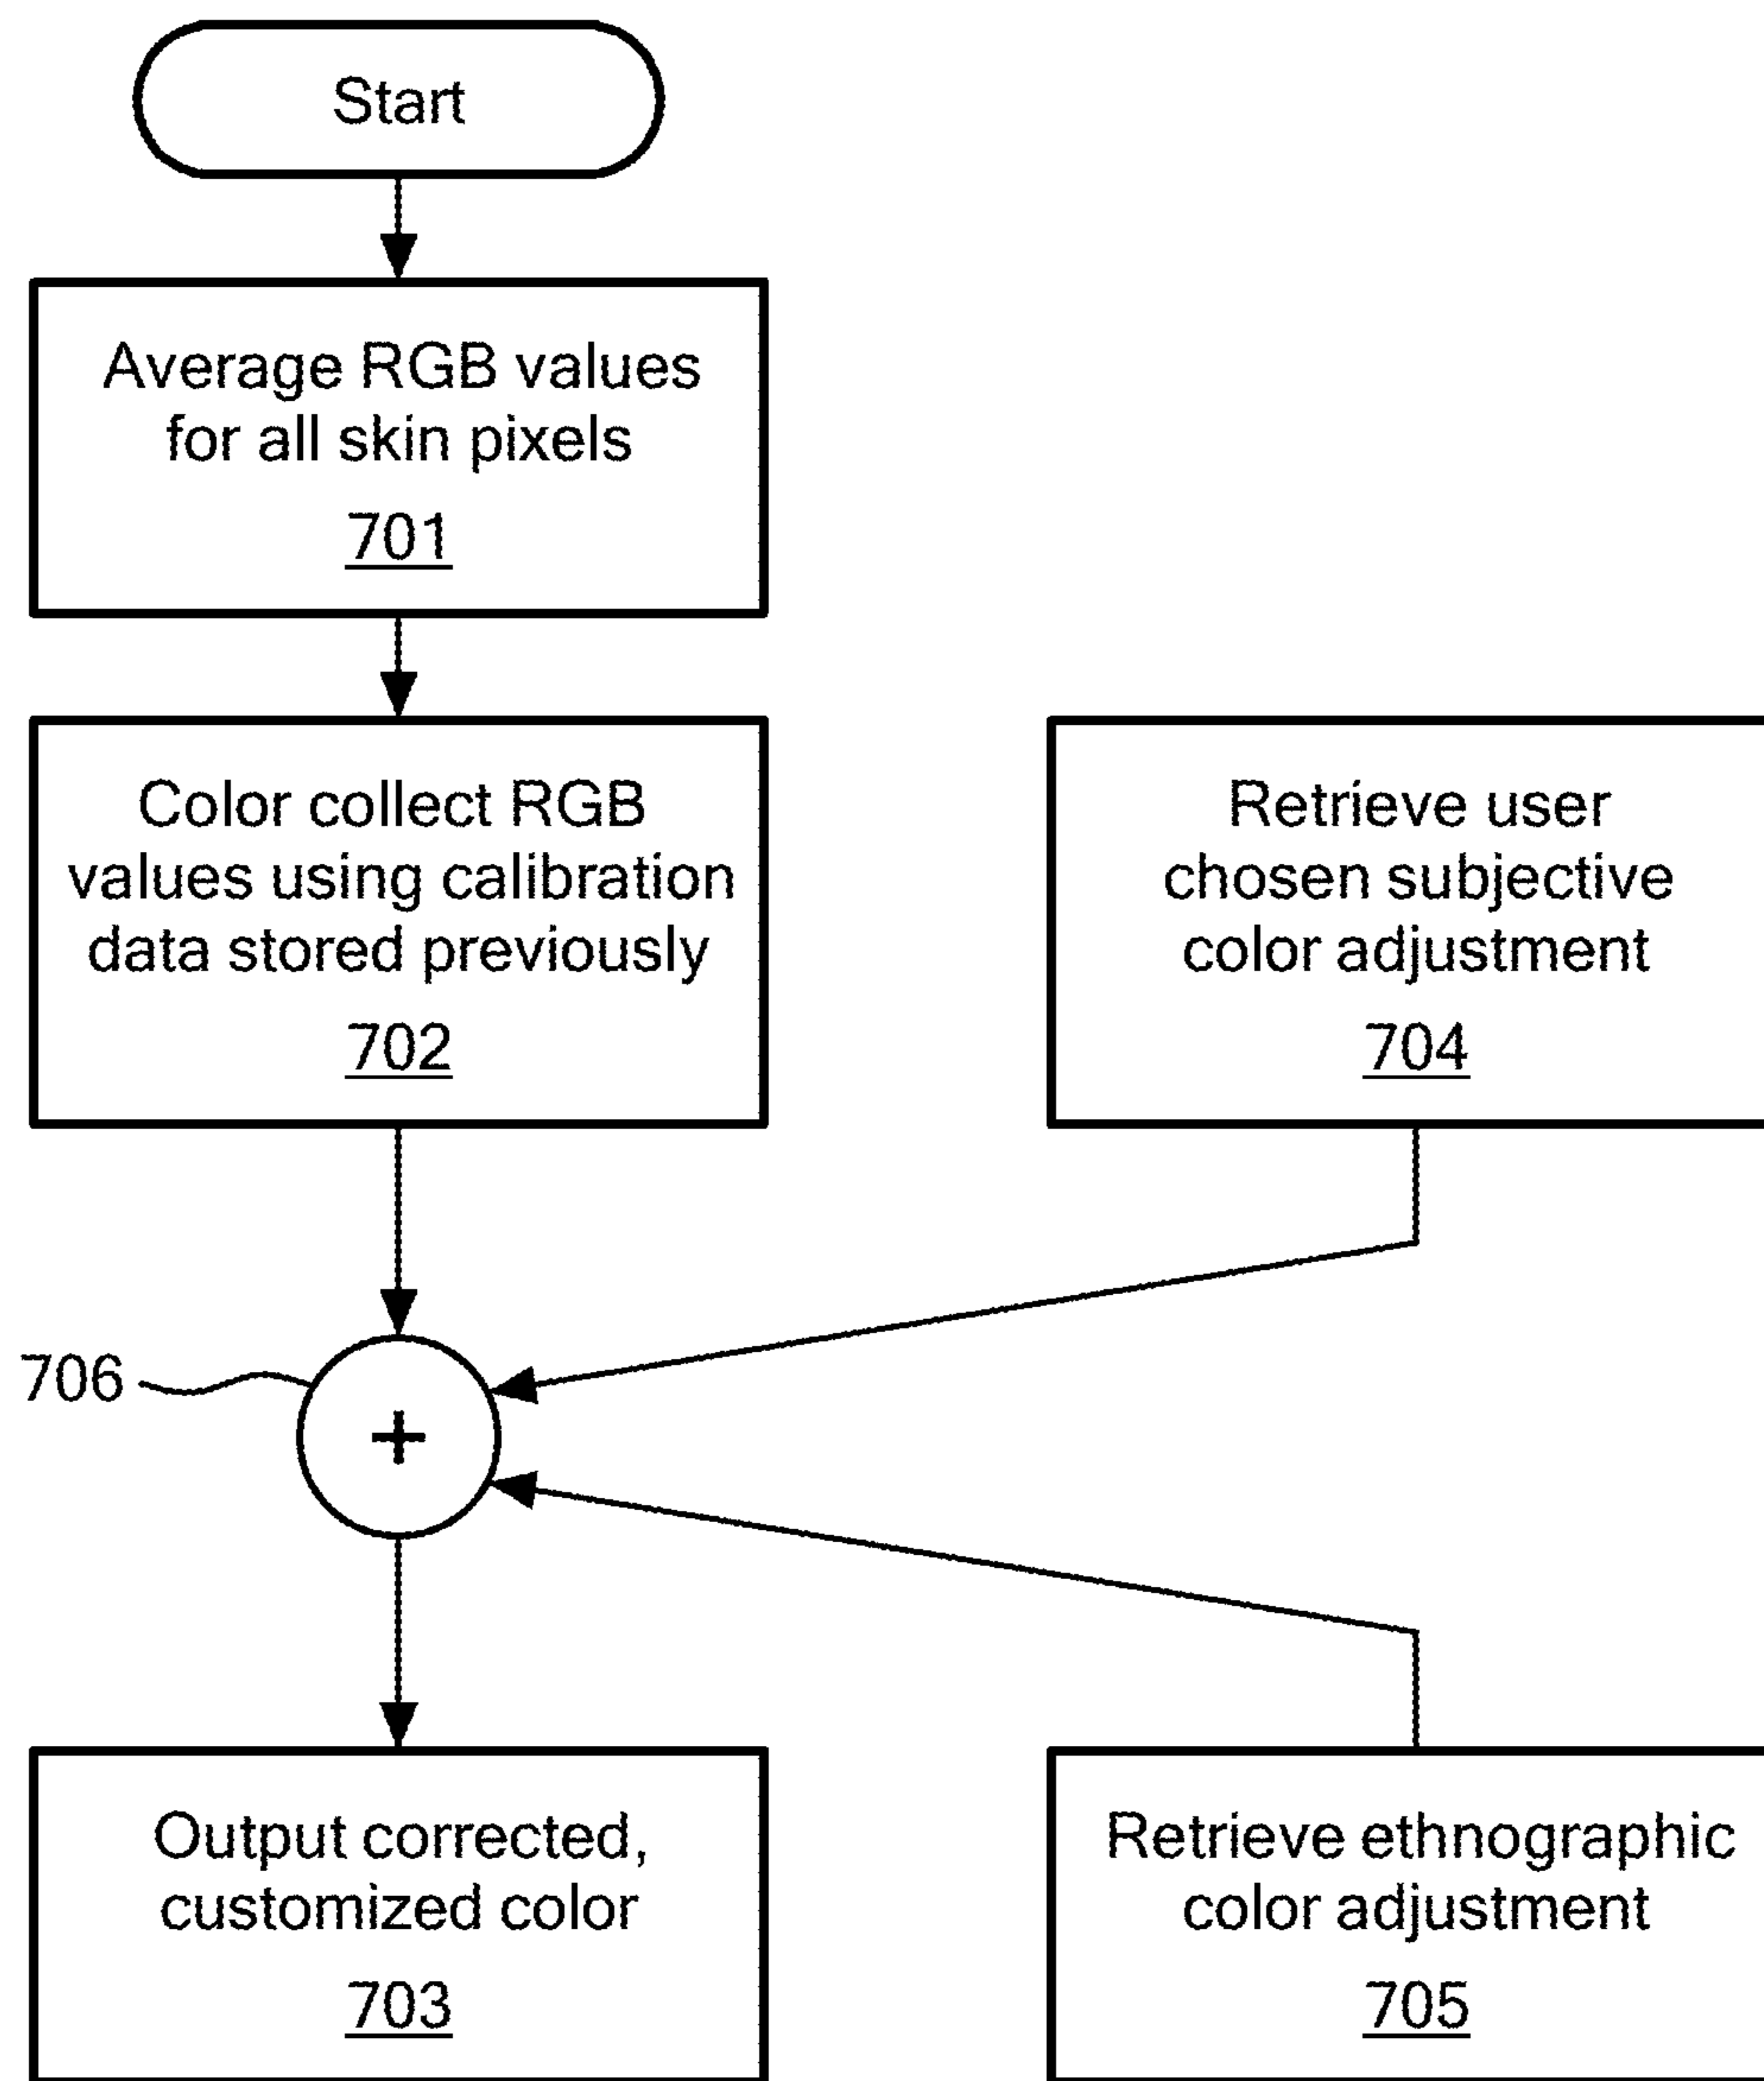 Start
Average RGB values
for all skin pixels
701
Color collect RGB
values using calibration
data stored previously
702
Retrieve user
chosen subjective
color adjustment
704
706
+
Output corrected,
customized color
703
Retrieve ethnographic
color adjustment
705